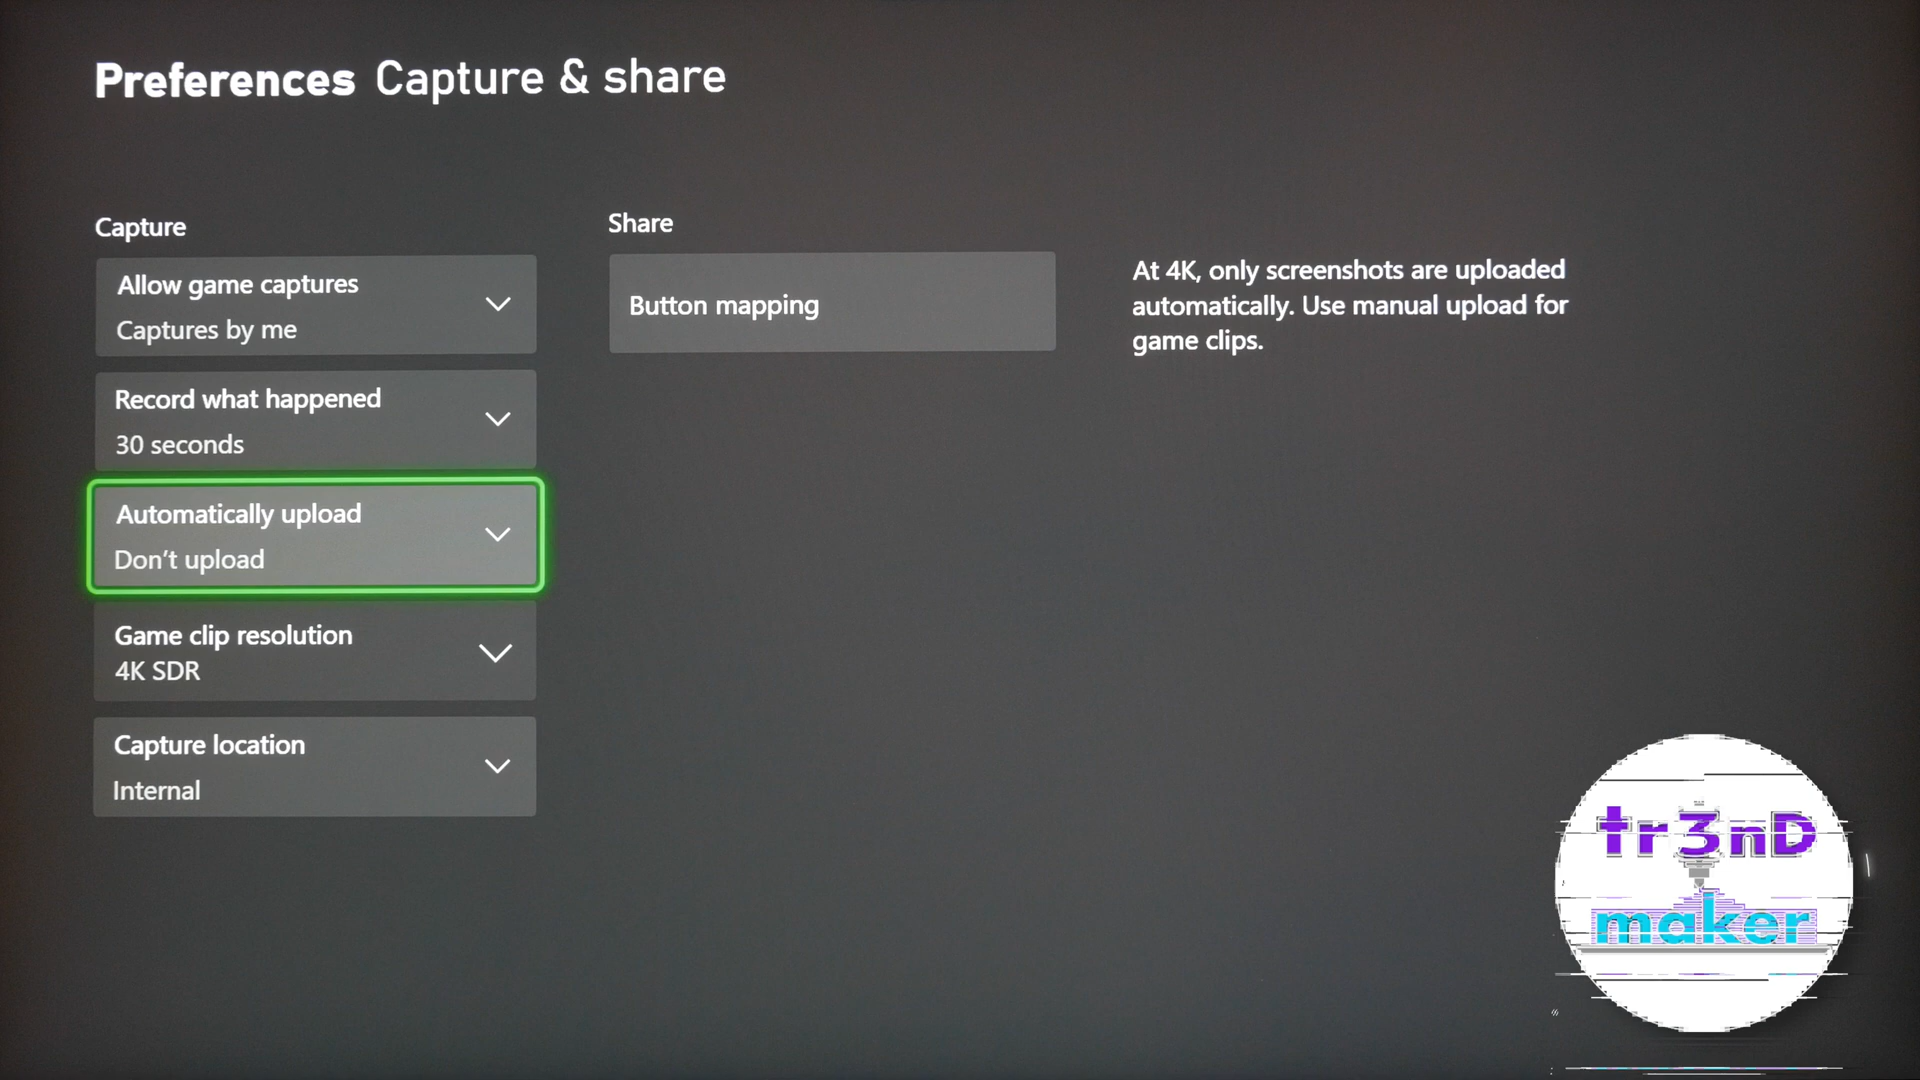 Preferences Capture & share
Capture
Allow game captures
Captures by me
Record what happened
30 seconds
Automatically upload
Don't upload
Game clip resolution
4K SDR
Capture location
Internal
Share
Button mapping
At 4K, only screenshots are uploaded
automatically. Use manual upload for
game clips.
tr3nD
maker